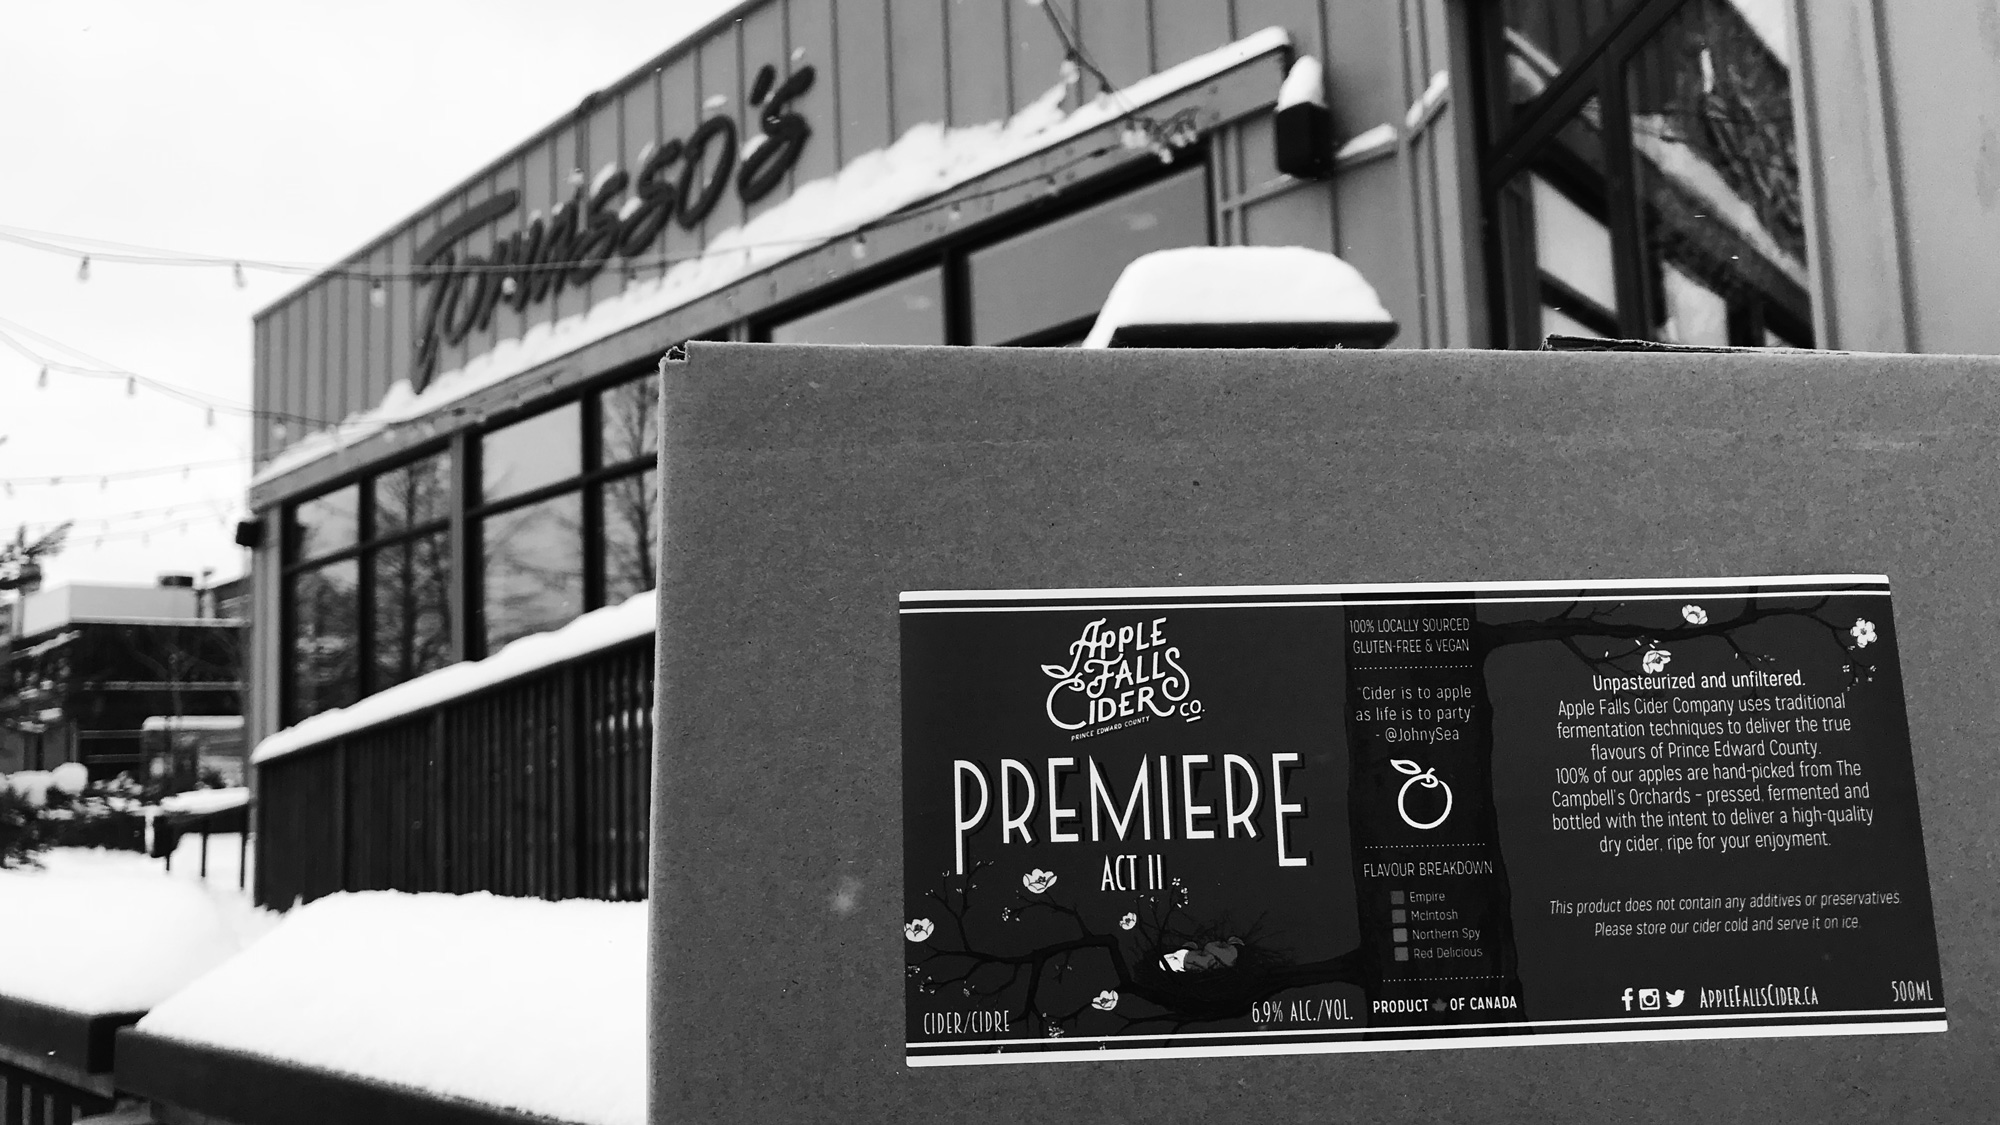 TOMASSO'S
APPLE
FALLS
CIDER CO.
PRINCE EDWARD COUNTY
PREMIERE
ACT II
CIDER/CIDRE
6.9% ALC./VOL.
100% LOCALLY SOURCED
GLUTEN-FREE & VEGAN
"Cider is to apple
as life is to party"
- @JohnySea
FLAVOUR BREAKDOWN
Empire
McIntosh
Northern Spy
Red Delicious
PRODUCT OF CANADA
Unpasteurized and unfiltered.
Apple Falls Cider Company uses traditional
fermentation techniques to deliver the true
flavours of Prince Edward County.
100% of our apples are hand-picked from The
Campbell's Orchards - pressed, fermented and
bottled with the intent to deliver a high-quality
dry cider, ripe for your enjoyment.
This product does not contain any additives or preservatives.
Please store our cider cold and serve it on ice.
APPLEFALLSCIDER.CA
500ML